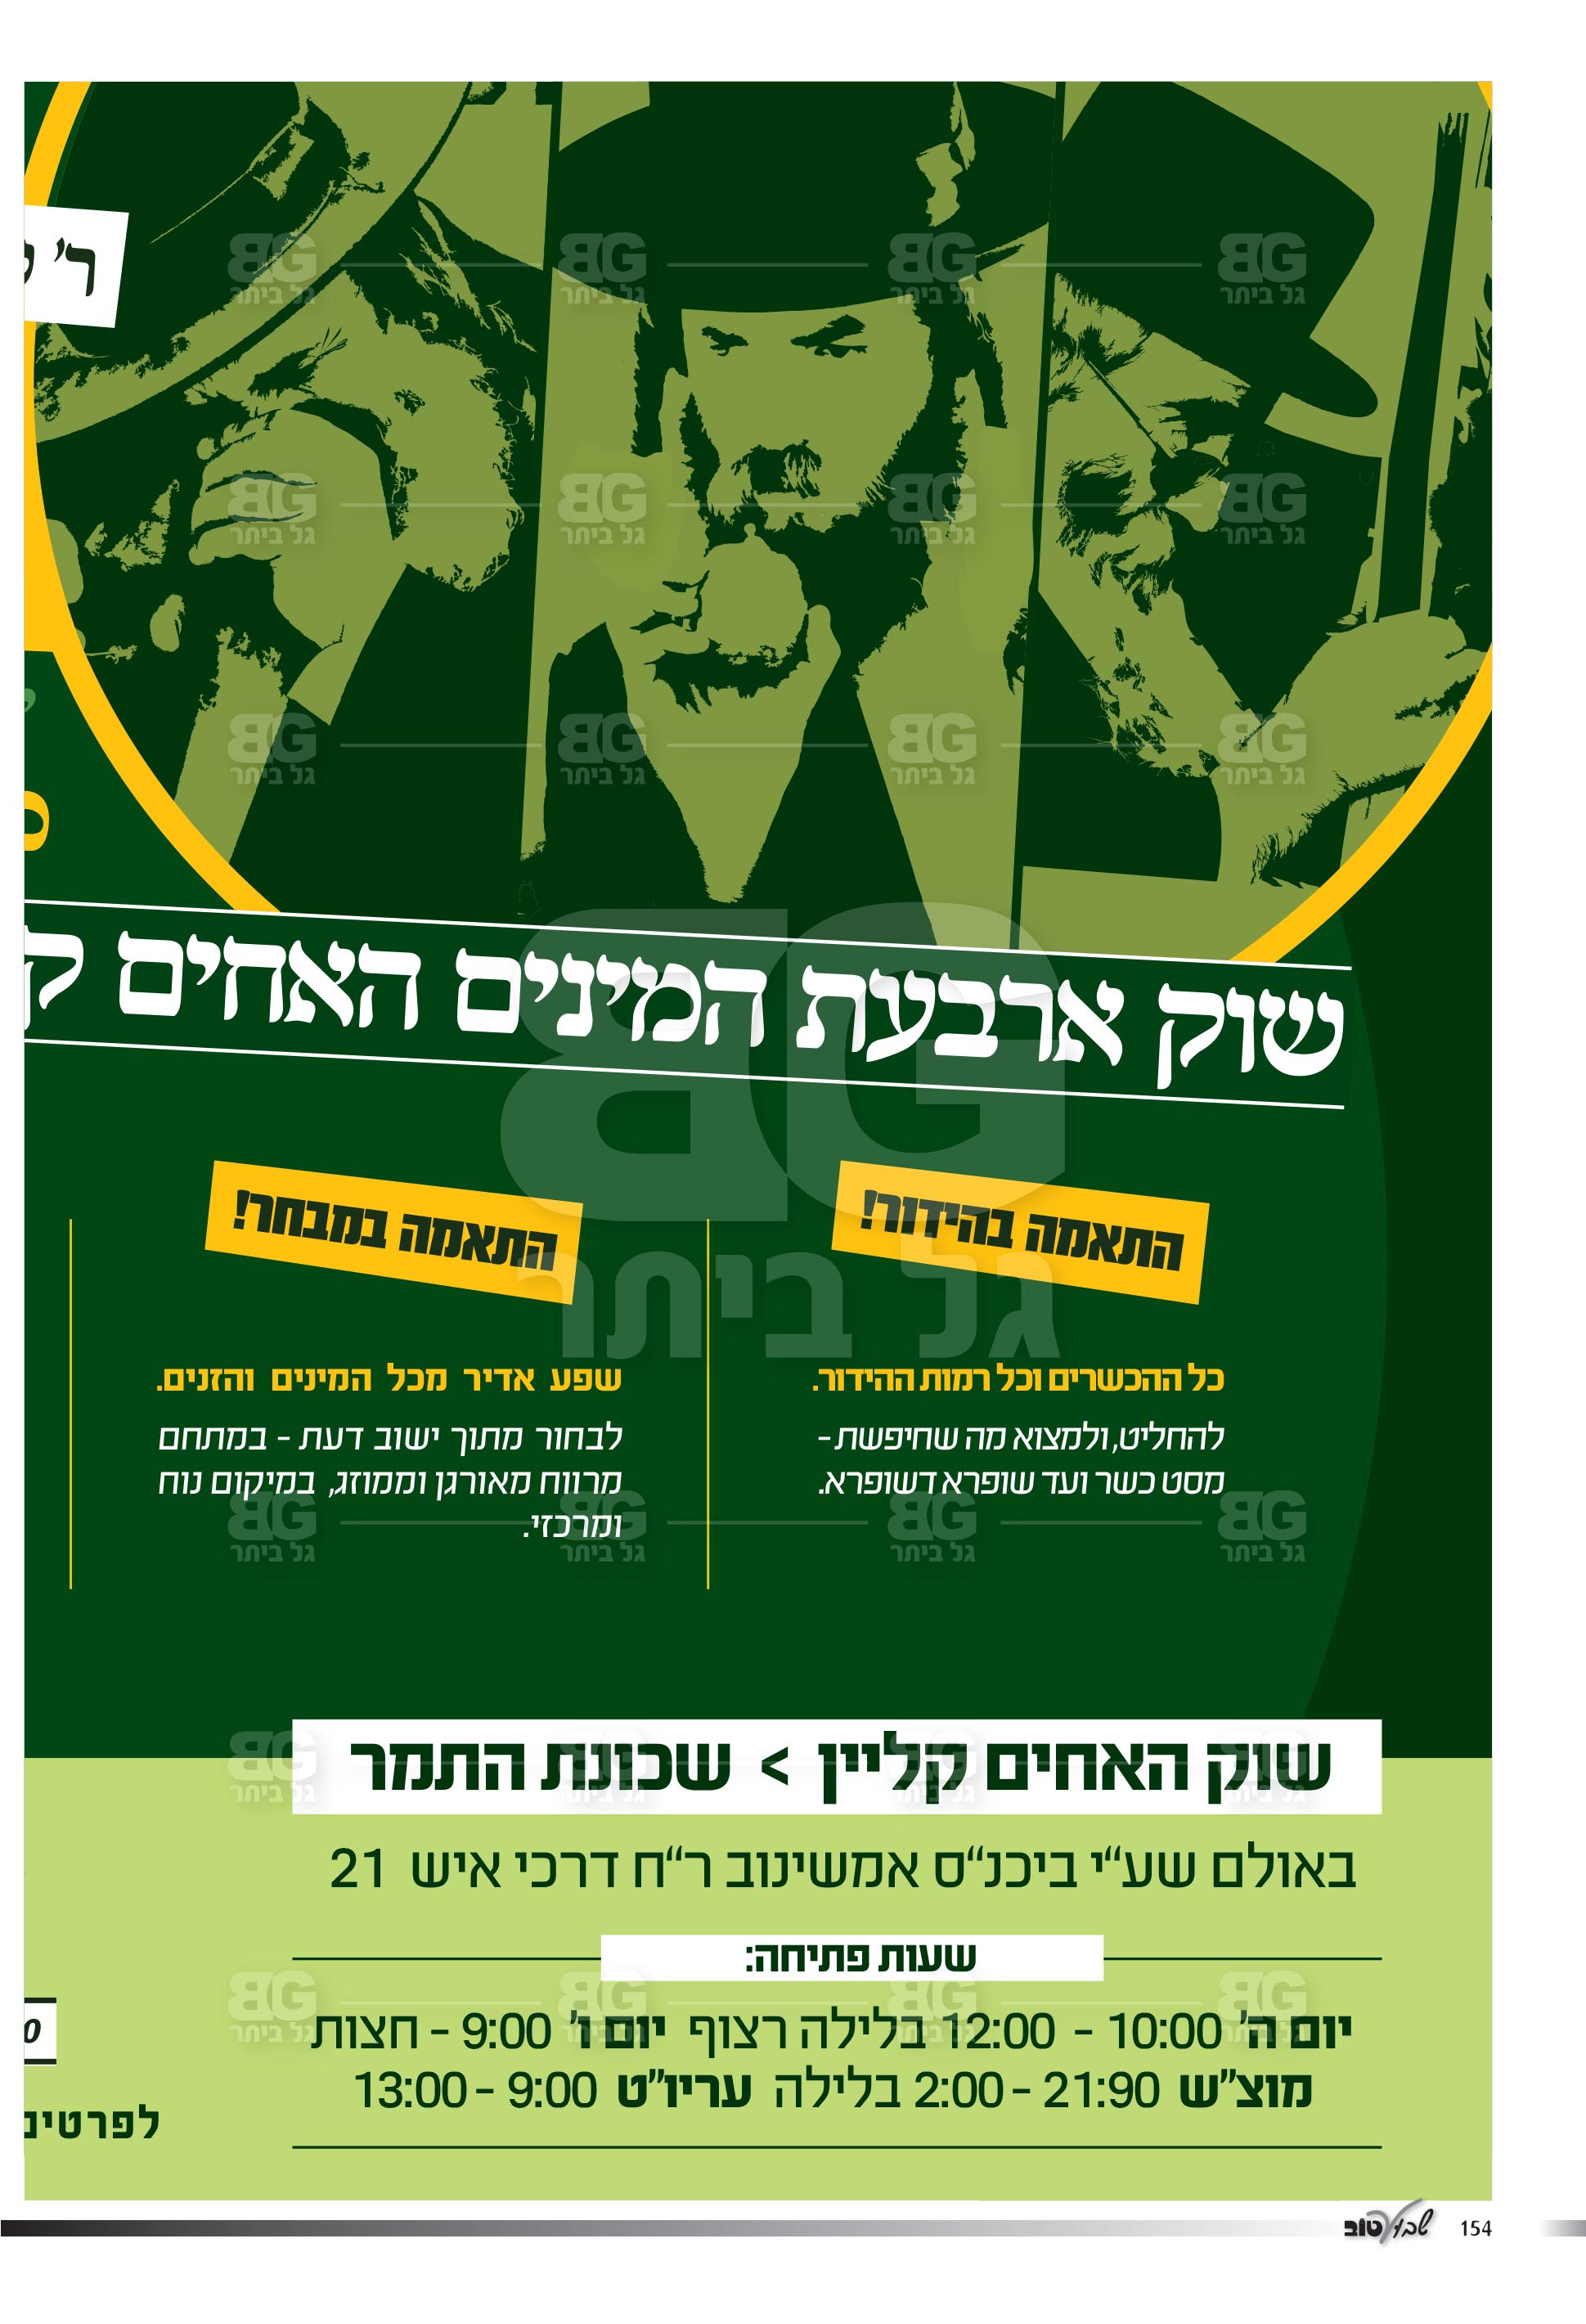 ר׳
שוק ארבעת המינים האחים ק
התאמה בהידור!
כל ההכשרים וכל רמות ההידור.
להחליט, ולמצוא מה שחיפשת -
מסט כשר ועד שופרא דשופרא.
התאמה במבחר!
שפע אדיר מכל המינים והזנים.
לבחור מתוך ישוב דעת - במתחם
מרווח מאורגן וממוזג, במיקום נוח
ומרכזי.
שוק האחים קליין > שכונת התמר
באולם שע"י ביכנ"ס אמשינוב ר"ח דרכי איש 21
שעות פתיחה:
יום ה' 10:00 - 12:00 בלילה רצוף יום ו' 9:00 - חצות
מוצ"ש 21:90 - 2:00 בלילה עריו"ט 9:00 - 13:00
לפרטים
BG
גל ביתר
154 שבוע טוב